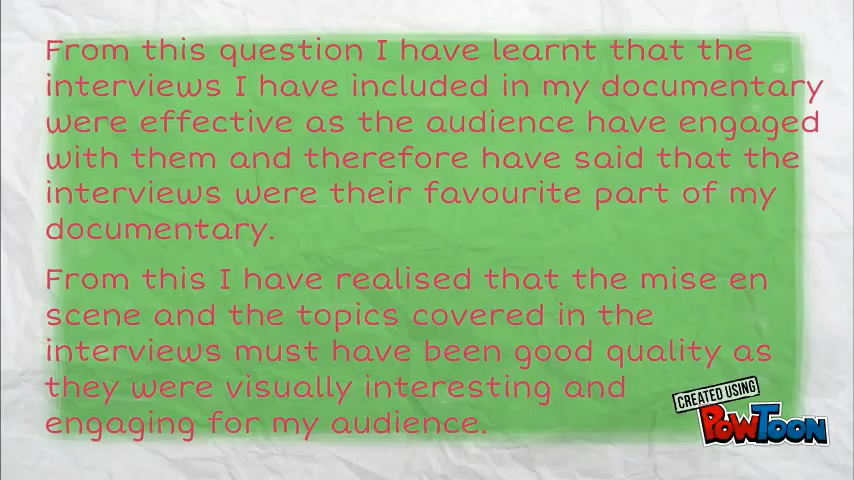 From this question I have learnt that the
interviews I have included in my documentary
were effective as the audience have engaged
with them and therefore have said that the
interviews were their favourite part of my
documentary.
From this I have realised that the mise en
scene and the topics covered in the
interviews must have been good quality as
they were visually interesting and
engaging for my audience.
CREATED USING
POWTOON